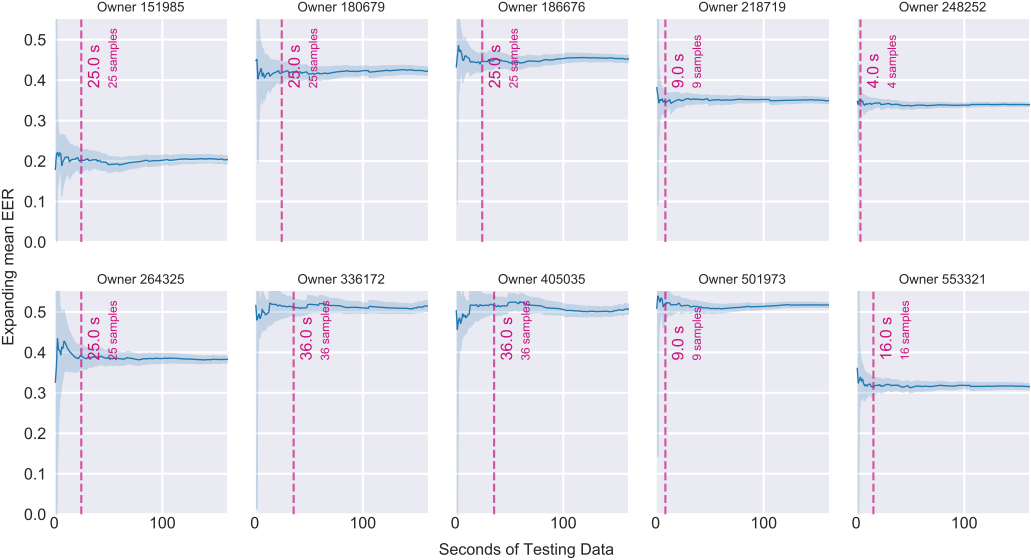 Owner 151985
Owner 180679
Owner 186676
Owner 218719
Owner 248252
0.5
0.4
0.3
0.2
0.1
0.0
25.0 s
25 samples
25.0 s
25 samples
25.0 s
25 samples
9.0 s
9 samples
4.0 s
4 samples
Expanding mean EER
Owner 264325
Owner 336172
Owner 405035
Owner 501973
Owner 553321
0.5
0.4
0.3
0.2
0.1
0.0
25.0 s
25 samples
36.0 s
36 samples
36.0 s
36 samples
9.0 s
9 samples
16.0 s
16 samples
0 100
0 100
0 100
0 100
0 100
Seconds of Testing Data